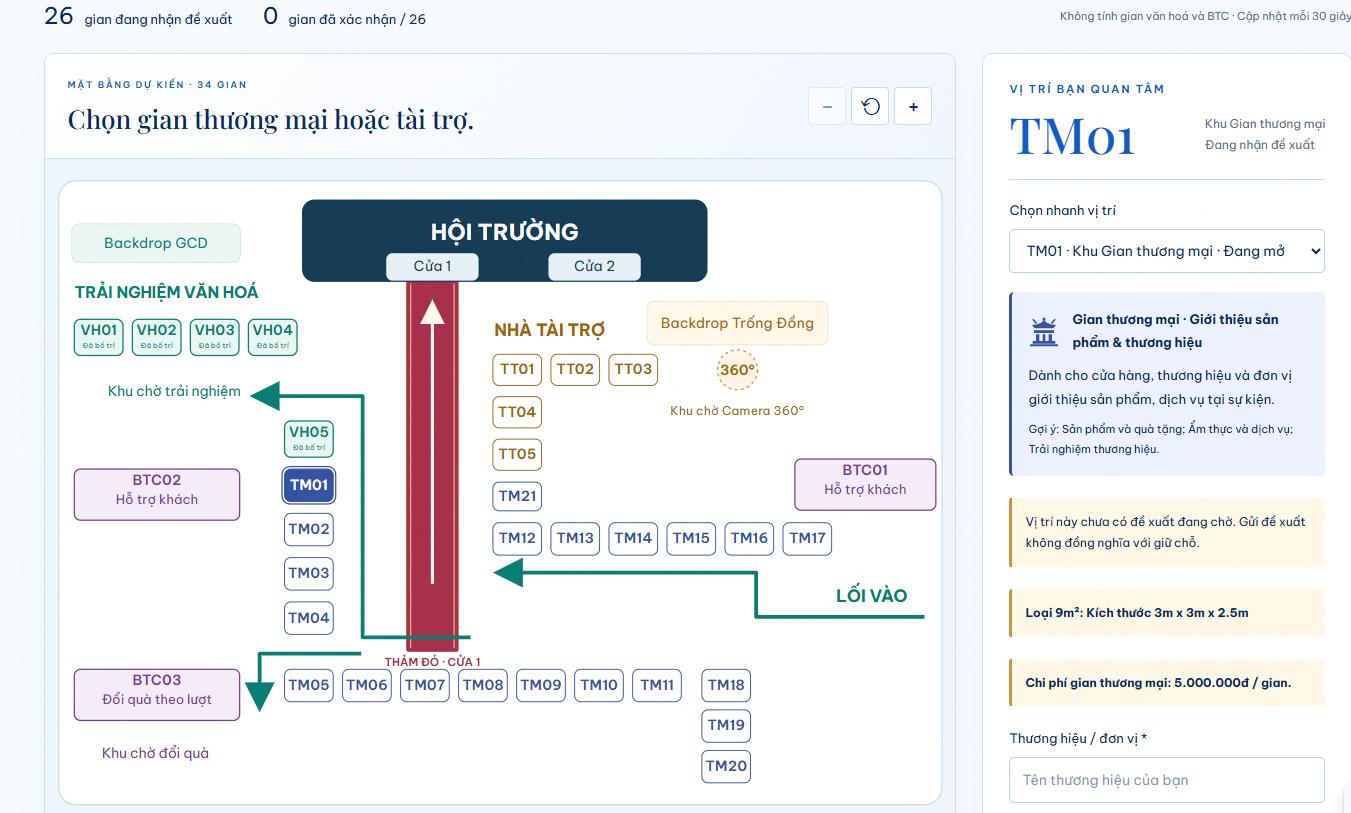 26 gian đang nhận đề xuất
0 gian đã xác nhận / 26
Không tính gian văn hoá và BTC · Cập nhật mỗi 30 giây
MẶT BẰNG DỰ KIẾN · 34 GIAN
Chọn gian thương mại hoặc tài trợ.
−
+
HỘI TRƯỜNG
Cửa 1
Cửa 2
Backdrop GCD
TRẢI NGHIỆM VĂN HOÁ
VH01
Đã bố trí
VH02
Đã bố trí
VH03
Đã bố trí
VH04
Đã bố trí
Khu chờ trải nghiệm
VH05
Đã bố trí
BTC02
Hỗ trợ khách
TM01
TM02
TM03
TM04
NHÀ TÀI TRỢ
Backdrop Trống Đồng
TT01
TT02
TT03
360°
Khu chờ Camera 360°
TT04
TT05
TM21
BTC01
Hỗ trợ khách
TM12
TM13
TM14
TM15
TM16
TM17
LỐI VÀO
THẢM ĐỎ · CỬA 1
BTC03
Đổi quà theo lượt
TM05
TM06
TM07
TM08
TM09
TM10
TM11
TM18
TM19
TM20
Khu chờ đổi quà
VỊ TRÍ BẠN QUAN TÂM
TM01
Khu Gian thương mại
Đang nhận đề xuất
Chọn nhanh vị trí
TM01 · Khu Gian thương mại · Đang mở
Gian thương mại · Giới thiệu sản
phẩm & thương hiệu
Dành cho cửa hàng, thương hiệu và đơn vị
giới thiệu sản phẩm, dịch vụ tại sự kiện.
Gợi ý: Sản phẩm và quà tặng; Ẩm thực và dịch vụ;
Trải nghiệm thương hiệu.
Vị trí này chưa có đề xuất đang chờ. Gửi đề xuất
không đồng nghĩa với giữ chỗ.
Loại 9m²: Kích thước 3m x 3m x 2.5m
Chi phí gian thương mại: 5.000.000đ / gian.
Thương hiệu / đơn vị *
Tên thương hiệu của bạn